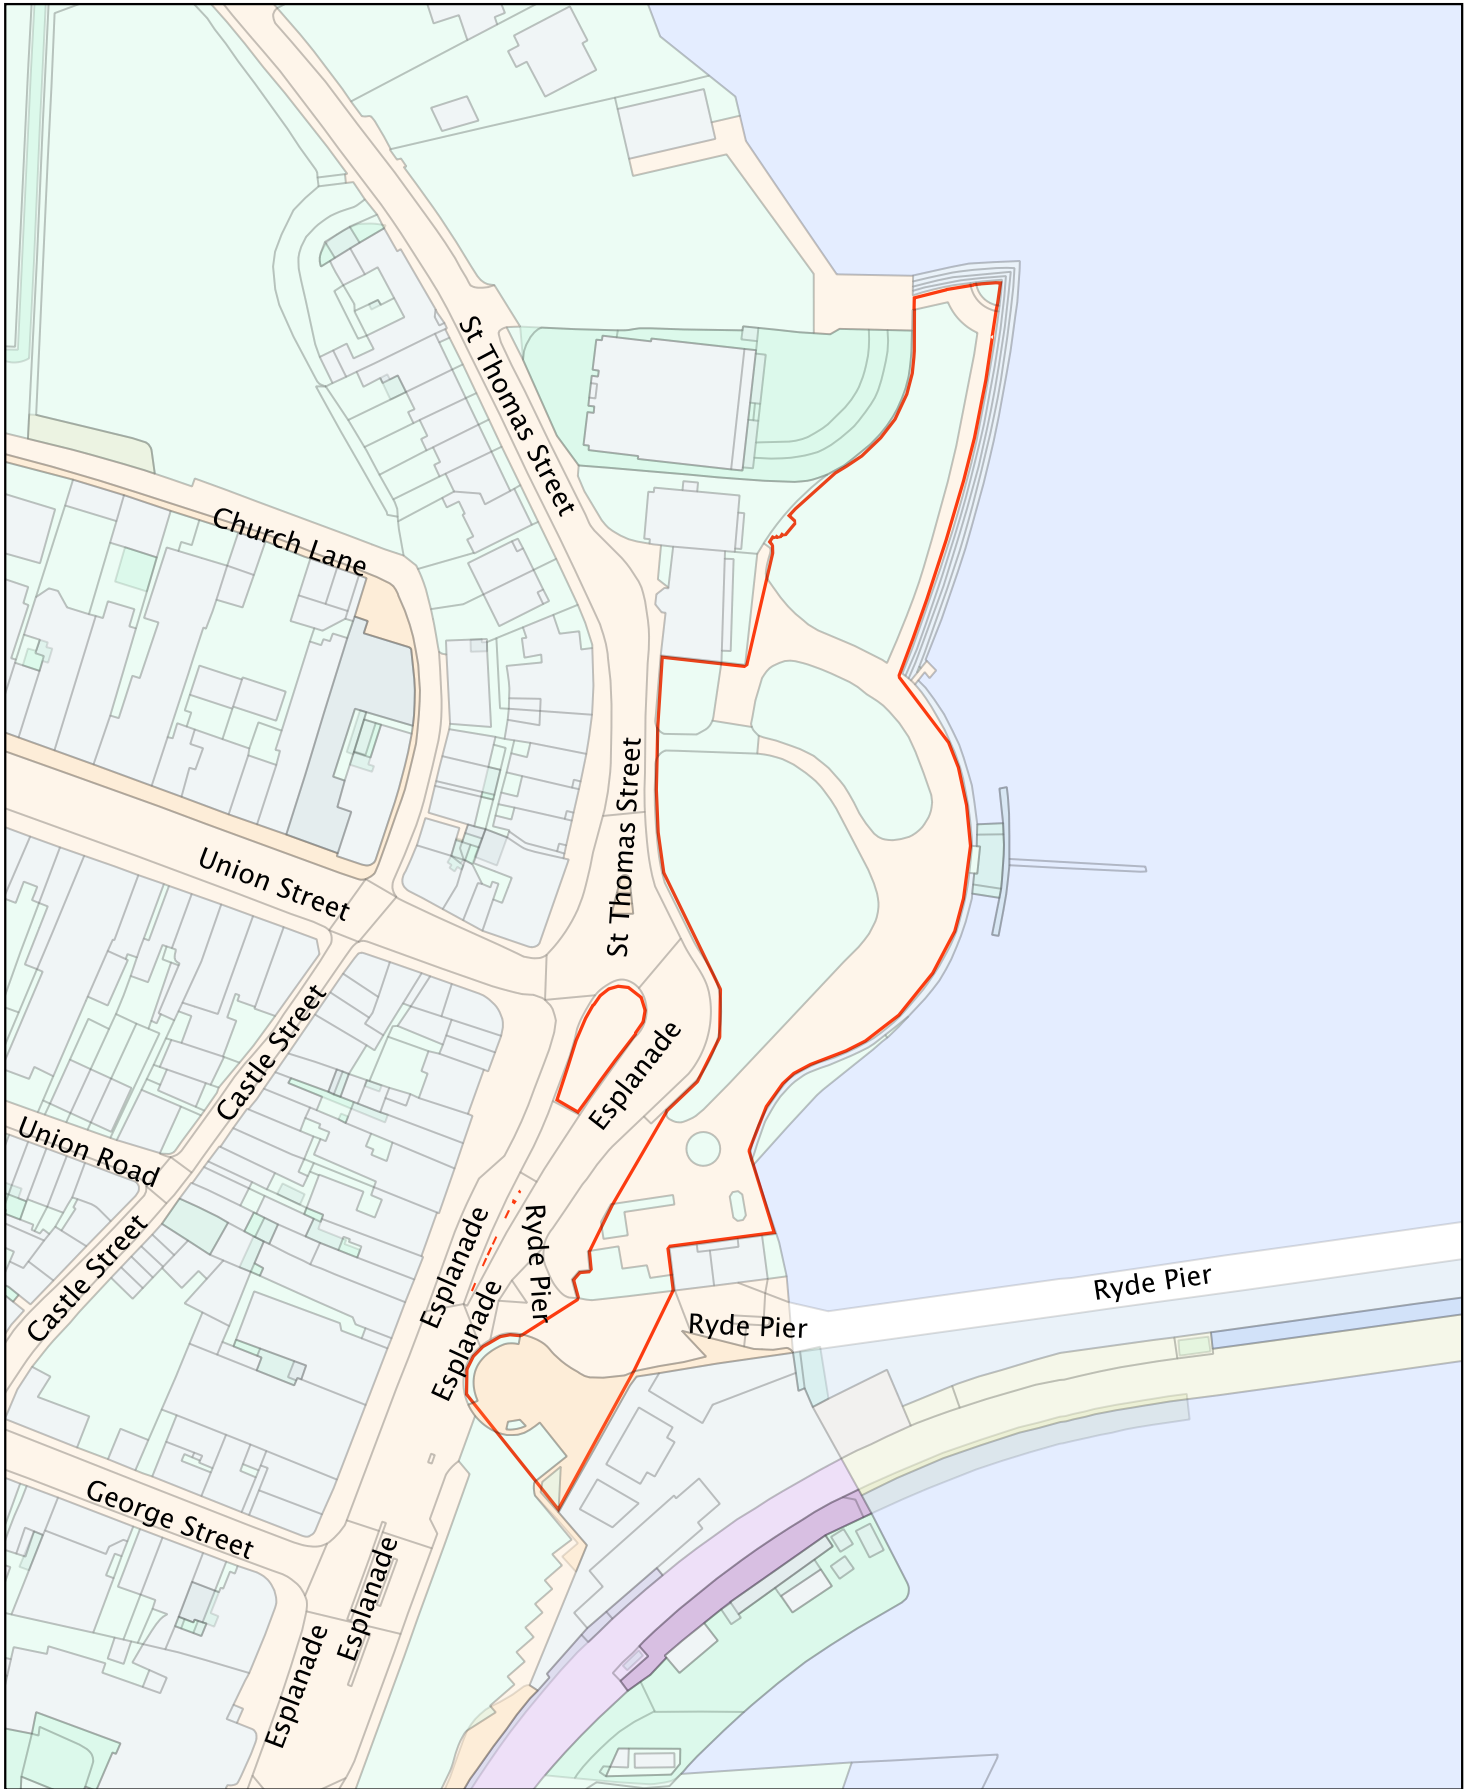 St Thomas Street
Church Lane
St Thomas Street
Union Street
Castle Street
Esplanade
Union Road
Castle Street
Esplanade
Ryde Pier
Ryde Pier
Esplanade
Ryde Pier
George Street
Esplanade
Esplanade